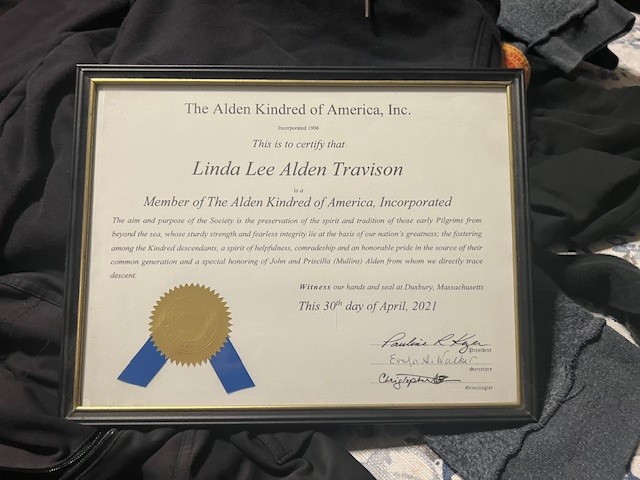 The Alden Kindred of America, Inc.
Incorporated 1906
This is to certify that
Linda Lee Alden Travison
is a
Member of The Alden Kindred of America, Incorporated
The aim and purpose of the Society is the preservation of the spirit and tradition of those early Pilgrims from
beyond the sea, whose sturdy strength and fearless integrity lie at the basis of our nation's greatness; the fostering
among the Kindred descendants, a spirit of helpfulness, comradeship and an honorable pride in the source of their
common generation and a special honoring of John and Priscilla (Mullins) Alden from whom we directly trace
descent.
Witness our hands and seal at Duxbury, Massachusetts
This 30th day of April, 2021
Pauline R
President
Evelyn A. Walker
Secretary
Christopher
Genealogist